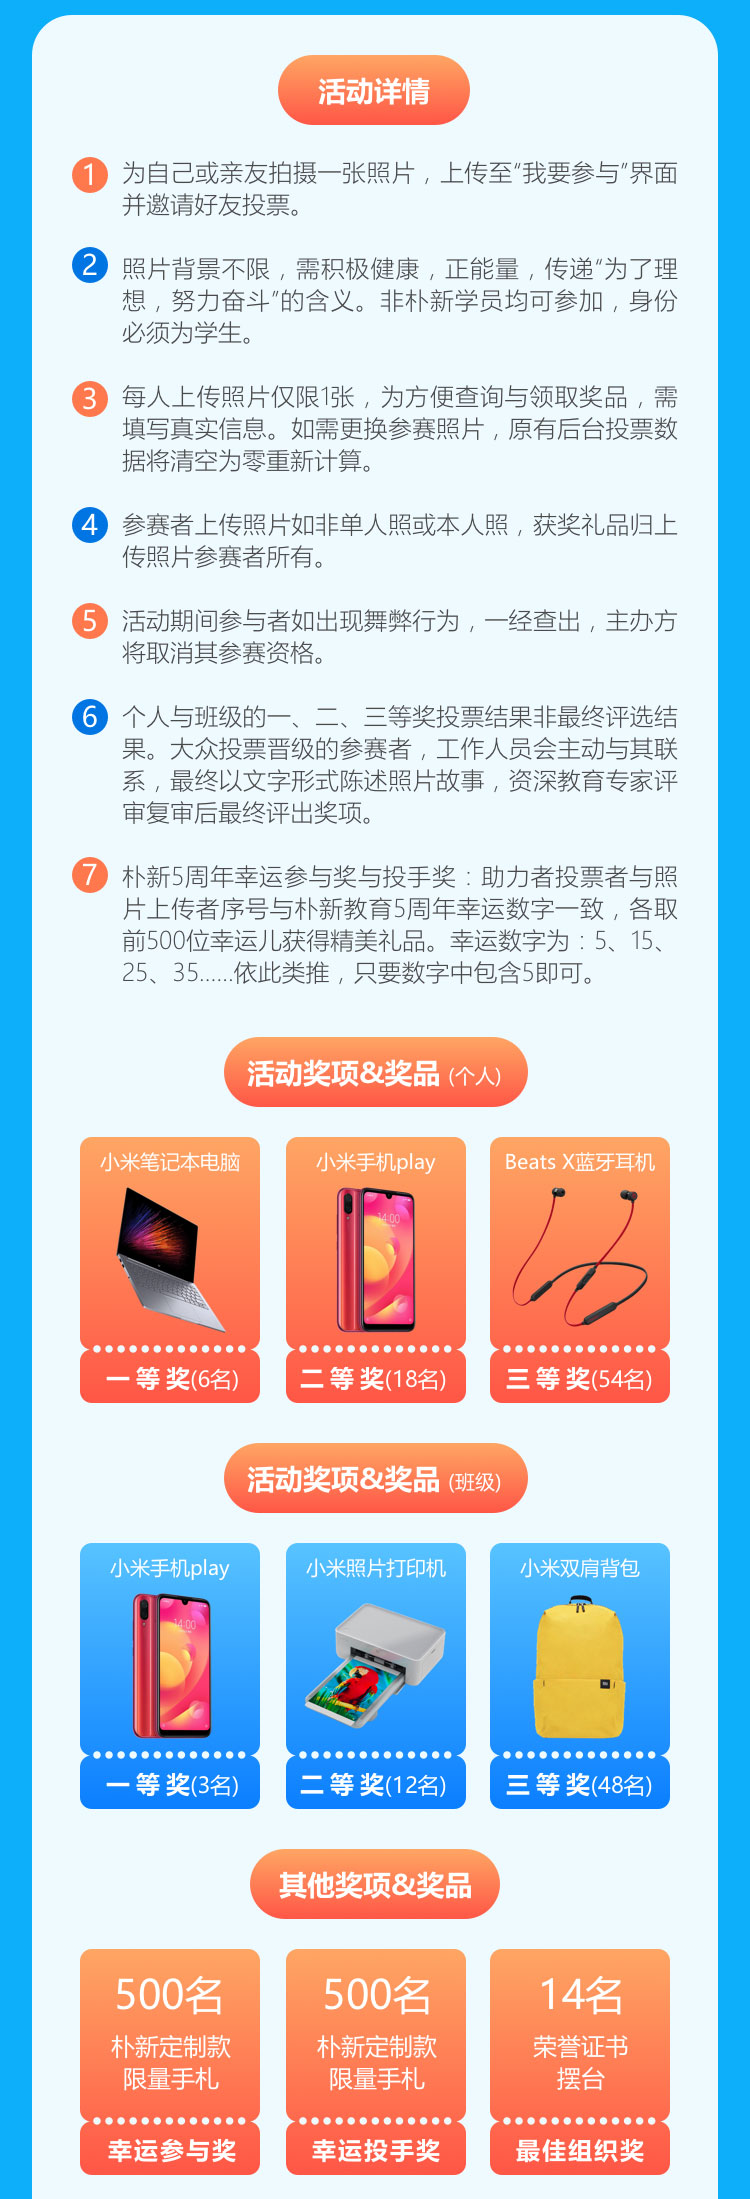 活动详情
1 为自己或亲友拍摄一张照片，上传至“我要参与”界面
并邀请好友投票。
2 照片背景不限，需积极健康，正能量，传递“为了理
想，努力奋斗”的含义。非朴新学员均可参加，身份
必须为学生。
3 每人上传照片仅限1张，为方便查询与领取奖品，需
填写真实信息。如需更换参赛照片，原有后台投票数
据将清空为零重新计算。
4 参赛者上传照片如非单人照或本人照，获奖礼品归上
传照片参赛者所有。
5 活动期间参与者如出现舞弊行为，一经查出，主办方
将取消其参赛资格。
6 个人与班级的一、二、三等奖投票结果非最终评选结
果。大众投票晋级的参赛者，工作人员会主动与其联
系，最终以文字形式陈述照片故事，资深教育专家评
审复审后最终评出奖项。
7 朴新5周年幸运参与奖与投手奖：助力者投票者与照
片上传者序号与朴新教育5周年幸运数字一致，各取
前500位幸运儿获得精美礼品。幸运数字为：5、15、
25、35......依此类推，只要数字中包含5即可。
活动奖项&奖品 (个人)
小米笔记本电脑 小米手机play Beats X蓝牙耳机
14:00
一等奖(6名) 二等奖(18名) 三等奖(54名)
活动奖项&奖品 (班级)
小米手机play 小米照片打印机 小米双肩背包
14:00
一等奖(3名) 二等奖(12名) 三等奖(48名)
其他奖项&奖品
500名 500名 14名
朴新定制款 朴新定制款 荣誉证书
限量手札 限量手札 摆台
幸运参与奖 幸运投手奖 最佳组织奖